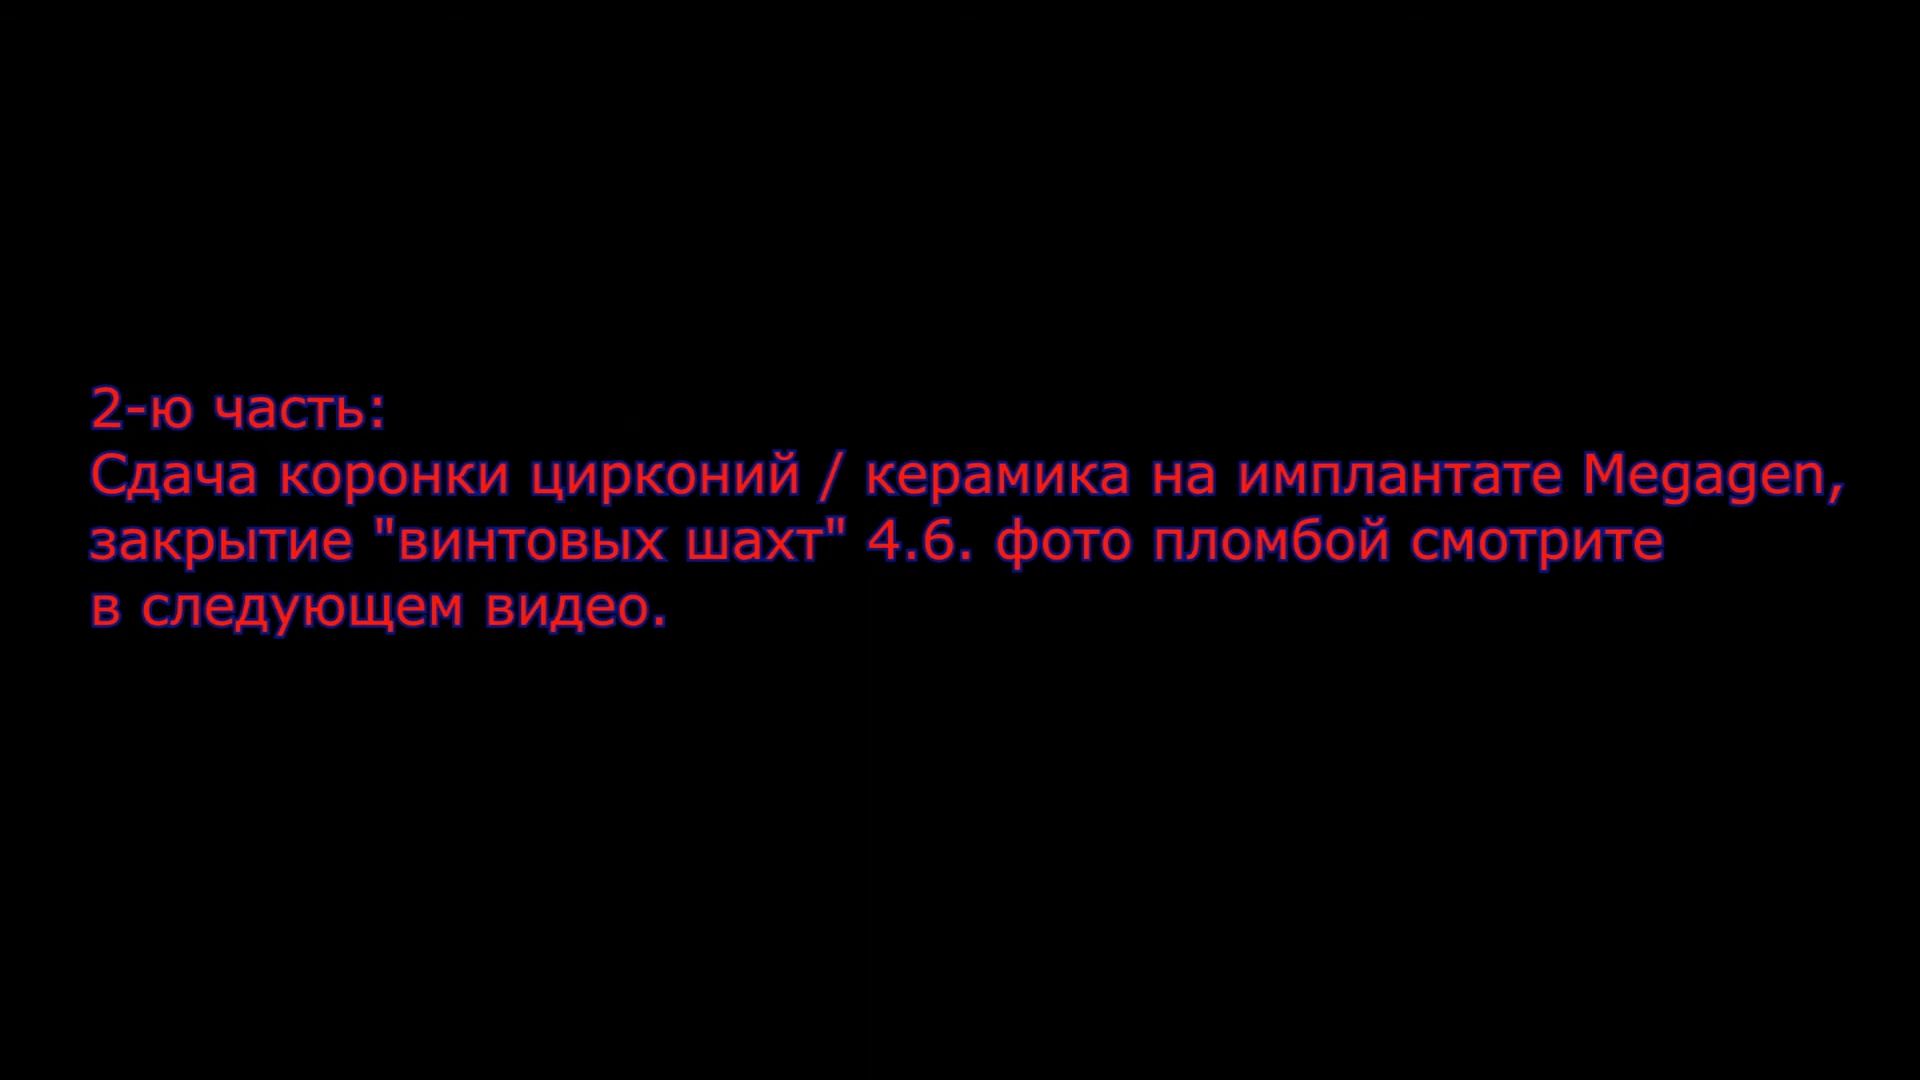 2-ю часть:
Сдача коронки цирконий / керамика на имплантате Megagen,
закрытие "винтовых шахт" 4.6. фото пломбой смотрите
в следующем видео.